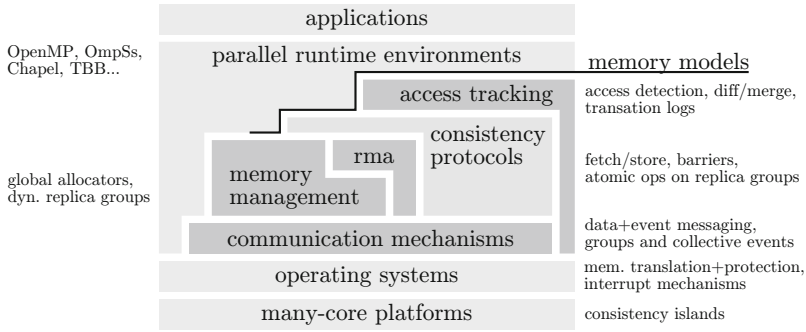 applications
OpenMP, OmpSs,
Chapel, TBB...
parallel runtime environments
memory models
access tracking
access detection, diff/merge,
transation logs
consistency
protocols
rma
memory
management
global allocators,
dyn. replica groups
fetch/store, barriers,
atomic ops on replica groups
communication mechanisms
data+event messaging,
groups and collective events
operating systems
mem. translation+protection,
interrupt mechanisms
many-core platforms
consistency islands